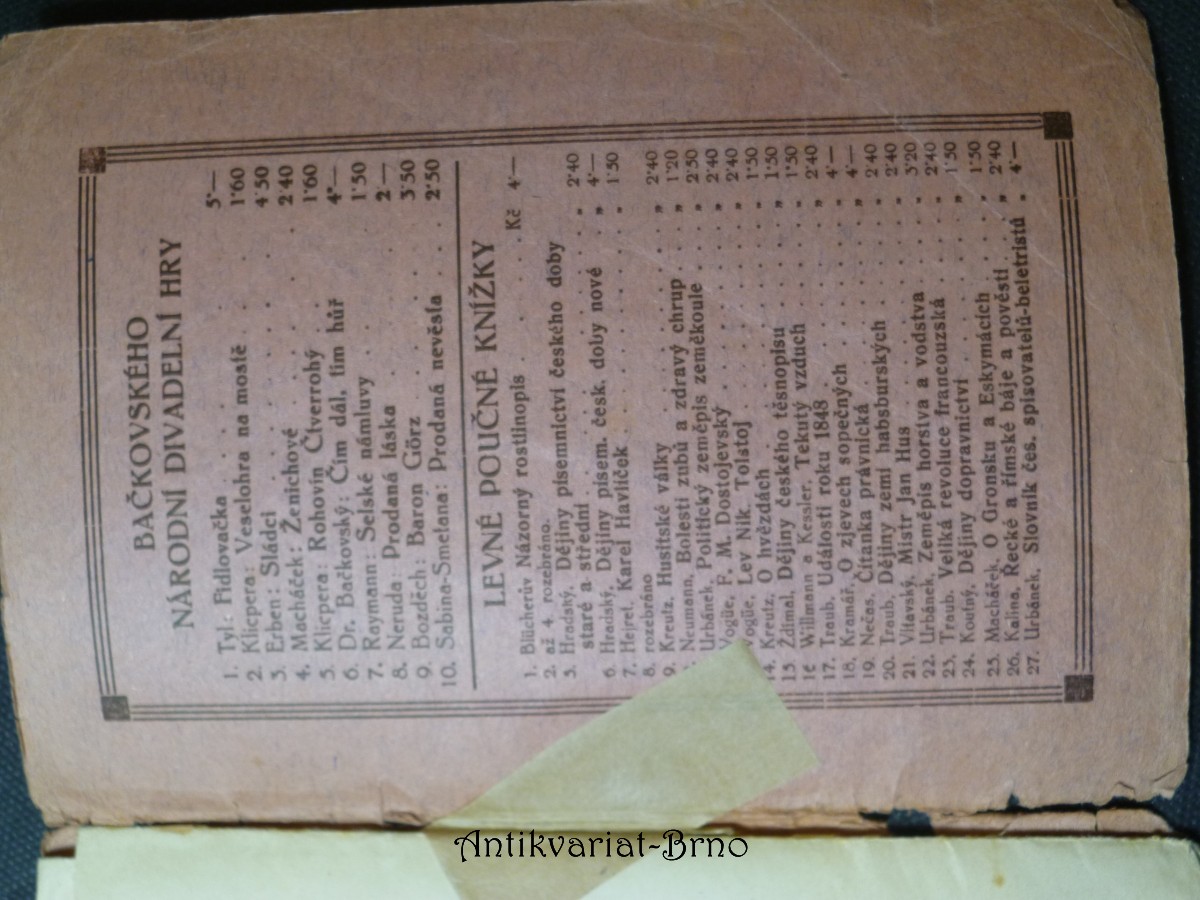 BAČKOVSKÉHO
NÁRODNÍ DIVADELNÍ HRY
1. Tyl: Fidlovačka . . . . . 5·—
2. Klicpera: Veselohra na mostě . . . 1·60
3. Erben: Sládci . . . . . 4·50
4. Macháček: Ženichové . . . . . 2·40
5. Klicpera: Rohovín Čtverrohý . . . 1·60
6. Dr. Bačkovský: Čím dál, tím hůř . . . 4·—
7. Raymann: Selské námluvy . . . . 1·50
8. Neruda: Prodaná láska . . . . 2·—
9. Bozděch: Baron Görz . . . . 3·50
10. Sabina-Smetana: Prodaná nevěsta . . . 2·50
LEVNÉ POUČNÉ KNÍŽKY
1. Blücherův Názorný rostlinopis . . . . . Kč 4·—
2. až 4. rozebráno.
5. Hradský, Dějiny písemnictví českého doby
staré a střední . . . . . „ 2·40
6. Hradský, Dějiny písem. česk. doby nové . . „ 4·—
7. Hejret, Karel Havlíček . . . . . „ 1·50
8. rozebráno
9. Kreutz, Husitské války . . . . . „ 2·40
Neumann, Bolesti zubů a zdravý chrup . . „ 1·20
Urbánek, Politický zeměpis zeměkoule . . „ 2·50
Vogüe, F. M. Dostojevský . . . . „ 2·40
Vogüe, Lev Nik. Tolstoj . . . . „ 2·40
14. Kreutz, O hvězdách . . . . . „ 1·50
15. Ždímal, Dějiny českého těsnopisu . . . „ 1·50
16. Willmann a Kessler, Tekutý vzduch . . „ 1·50
17. Traub, Události roku 1848 . . . . „ 2·40
18. Kramář, O zjevech sopečných . . . „ 4·—
19. Nečas, Čítanka právnická . . . . „ 4·—
20. Traub, Dějiny zemí habsburských . . . „ 2·40
21. Vltavský, Mistr Jan Hus . . . . „ 2·40
22. Urbánek, Zeměpis horstva a vodstva . . „ 3·20
23. Traub, Veliká revoluce francouzská . . „ 2·40
24. Kouřný, Dějiny dopravnictví . . . „ 1·50
25. Macháček, O Gronsku a Eskymácích . . „ 1·50
26. Kalina, Řecké a římské báje a pověsti . . „ 2·40
27. Urbánek, Slovník čes. spisovatelů-beletristů „ 4·—
Antikvariat-Brno